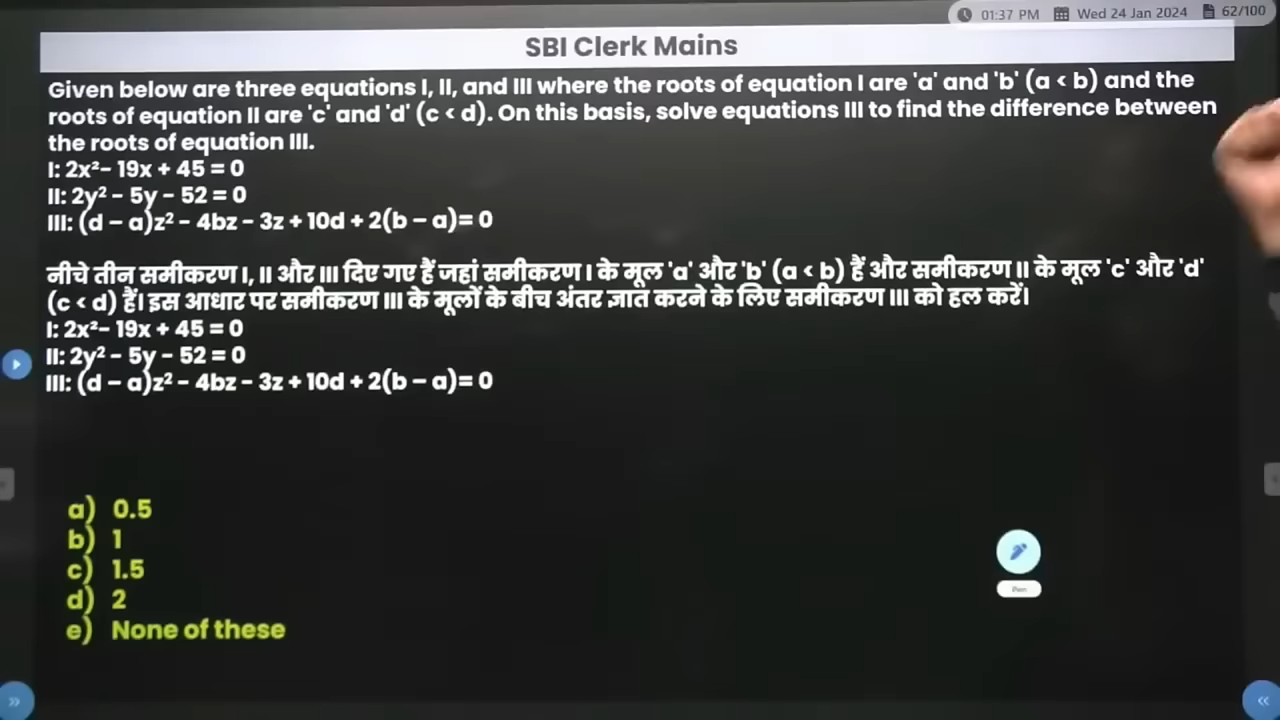 01:37 PM Wed 24 Jan 2024 62/100
SBI Clerk Mains
Given below are three equations I, II, and III where the roots of equation I are 'a' and 'b' (a < b) and the
roots of equation II are 'c' and 'd' (c < d). On this basis, solve equations III to find the difference between
the roots of equation III.
I: 2x²- 19x + 45 = 0
II: 2y² - 5y - 52 = 0
III: (d – a)z² - 4bz - 3z + 10d + 2(b – a)= 0
नीचे तीन समीकरण I, II और III दिए गए हैं जहां समीकरण I के मूल 'a' और 'b' (a < b) हैं और समीकरण II के मूल 'c' और 'd'
(c < d) हैं। इस आधार पर समीकरण III के मूलों के बीच अंतर ज्ञात करने के लिए समीकरण III को हल करें।
I: 2x²- 19x + 45 = 0
II: 2y² - 5y - 52 = 0
III: (d – a)z² - 4bz - 3z + 10d + 2(b – a)= 0
a) 0.5
b) 1
c) 1.5
d) 2
e) None of these
Pen